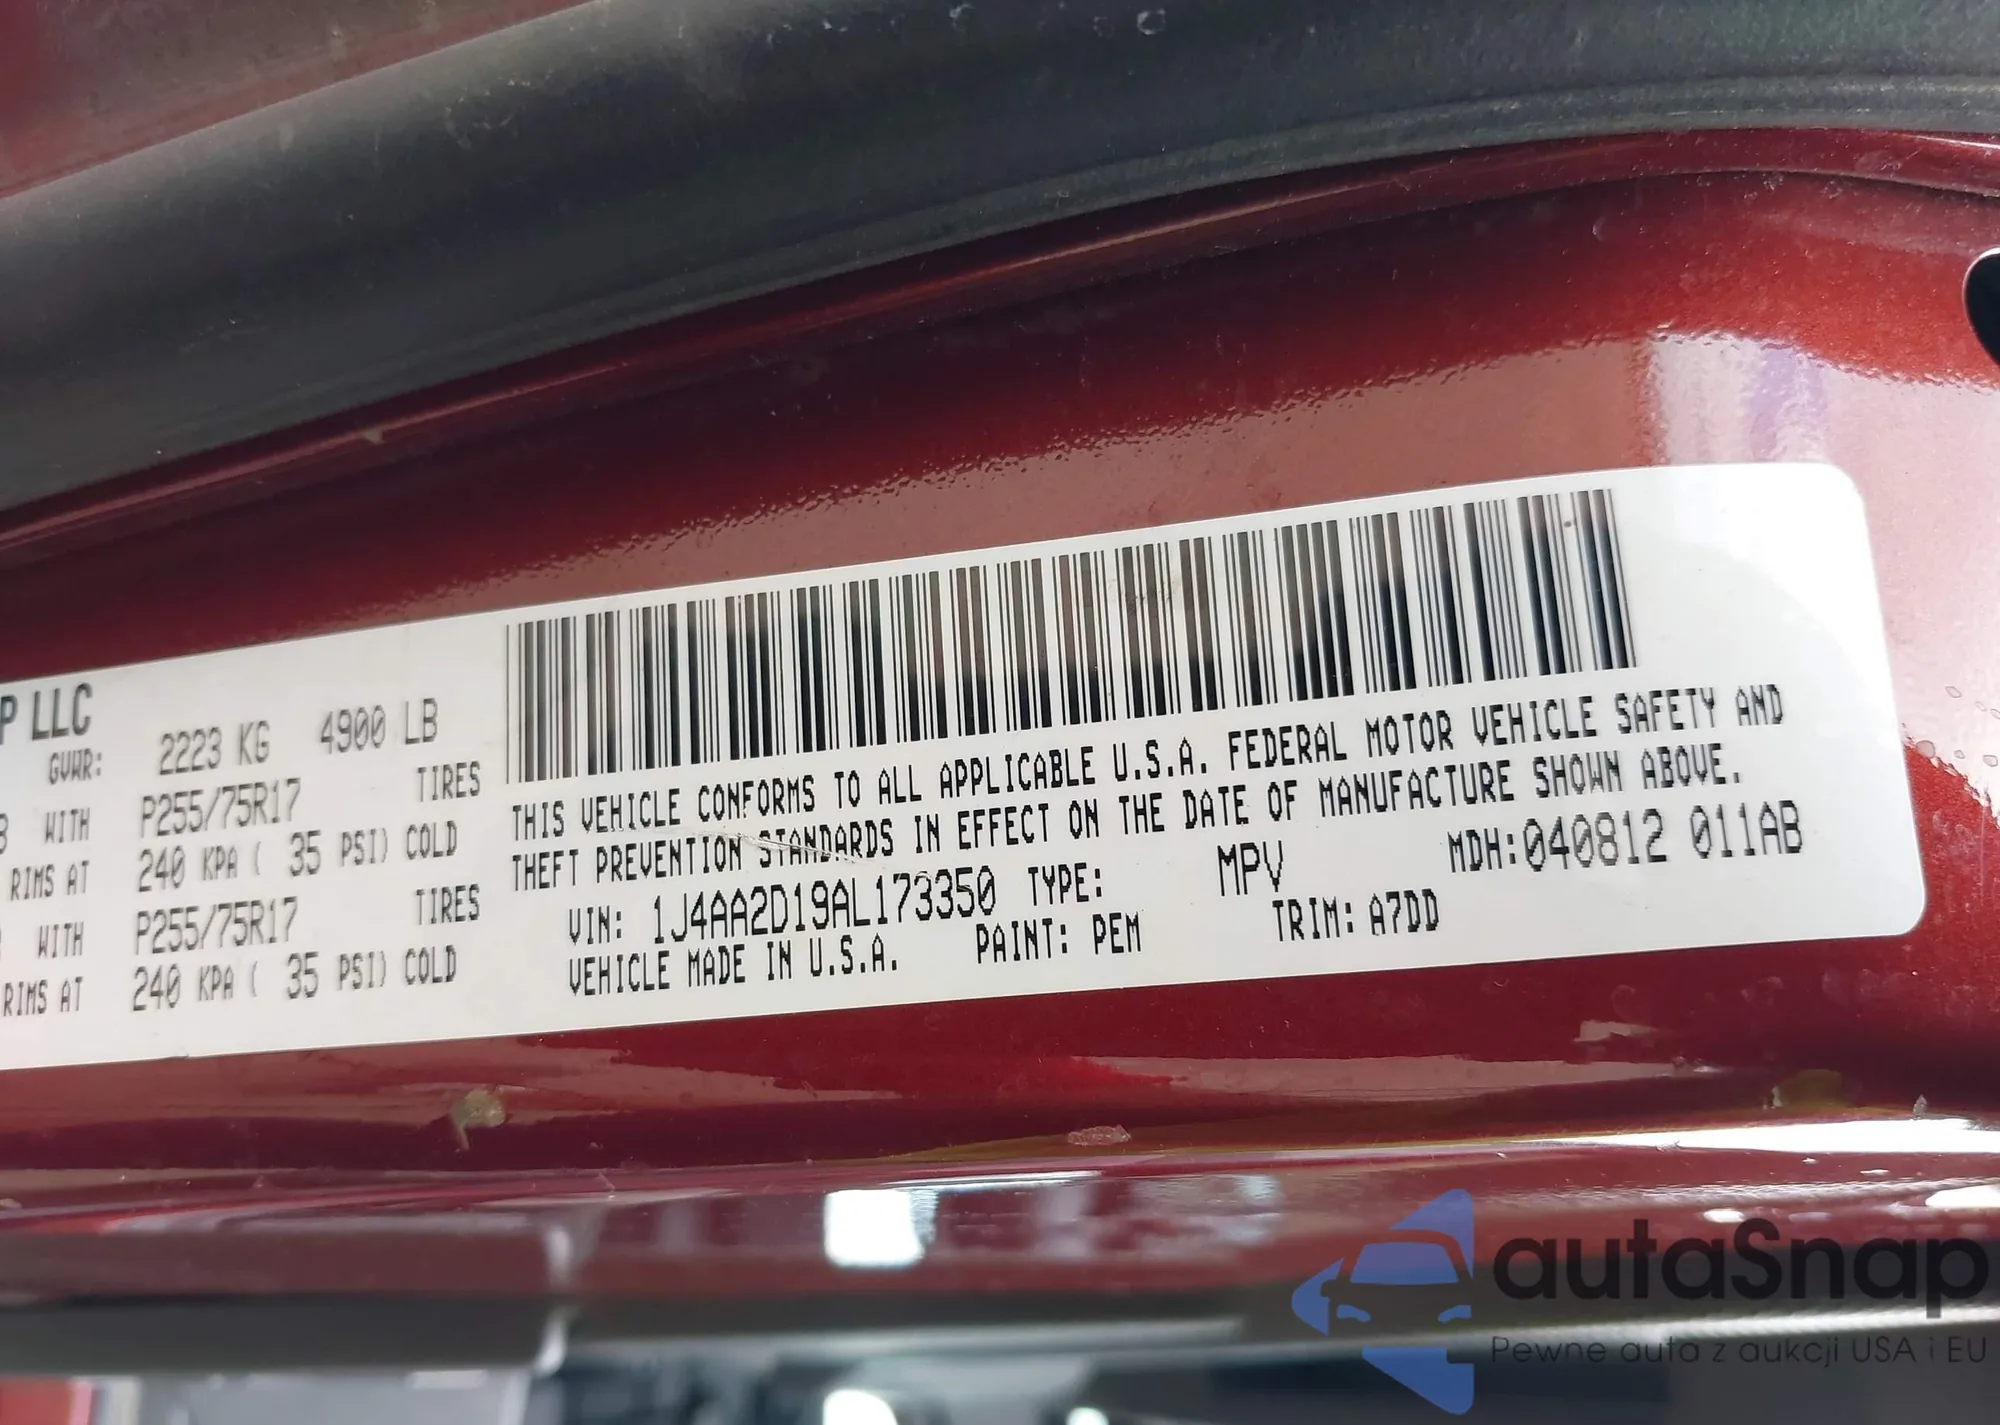 P LLC
GVWR: 2223 KG 4900 LB
WITH P255/75R17 TIRES
RIMS AT 240 KPA ( 35 PSI) COLD
WITH P255/75R17 TIRES
RIMS AT 240 KPA ( 35 PSI) COLD
THIS VEHICLE CONFORMS TO ALL APPLICABLE U.S.A. FEDERAL MOTOR VEHICLE SAFETY AND
THEFT PREVENTION STANDARDS IN EFFECT ON THE DATE OF MANUFACTURE SHOWN ABOVE.
VIN: 1J4AA2D19AL173350 TYPE: MPV MDH:040812 011AB
VEHICLE MADE IN U.S.A. PAINT: PEM TRIM: A7DD
autaSnap
Pewne auta z aukcji USA i EU